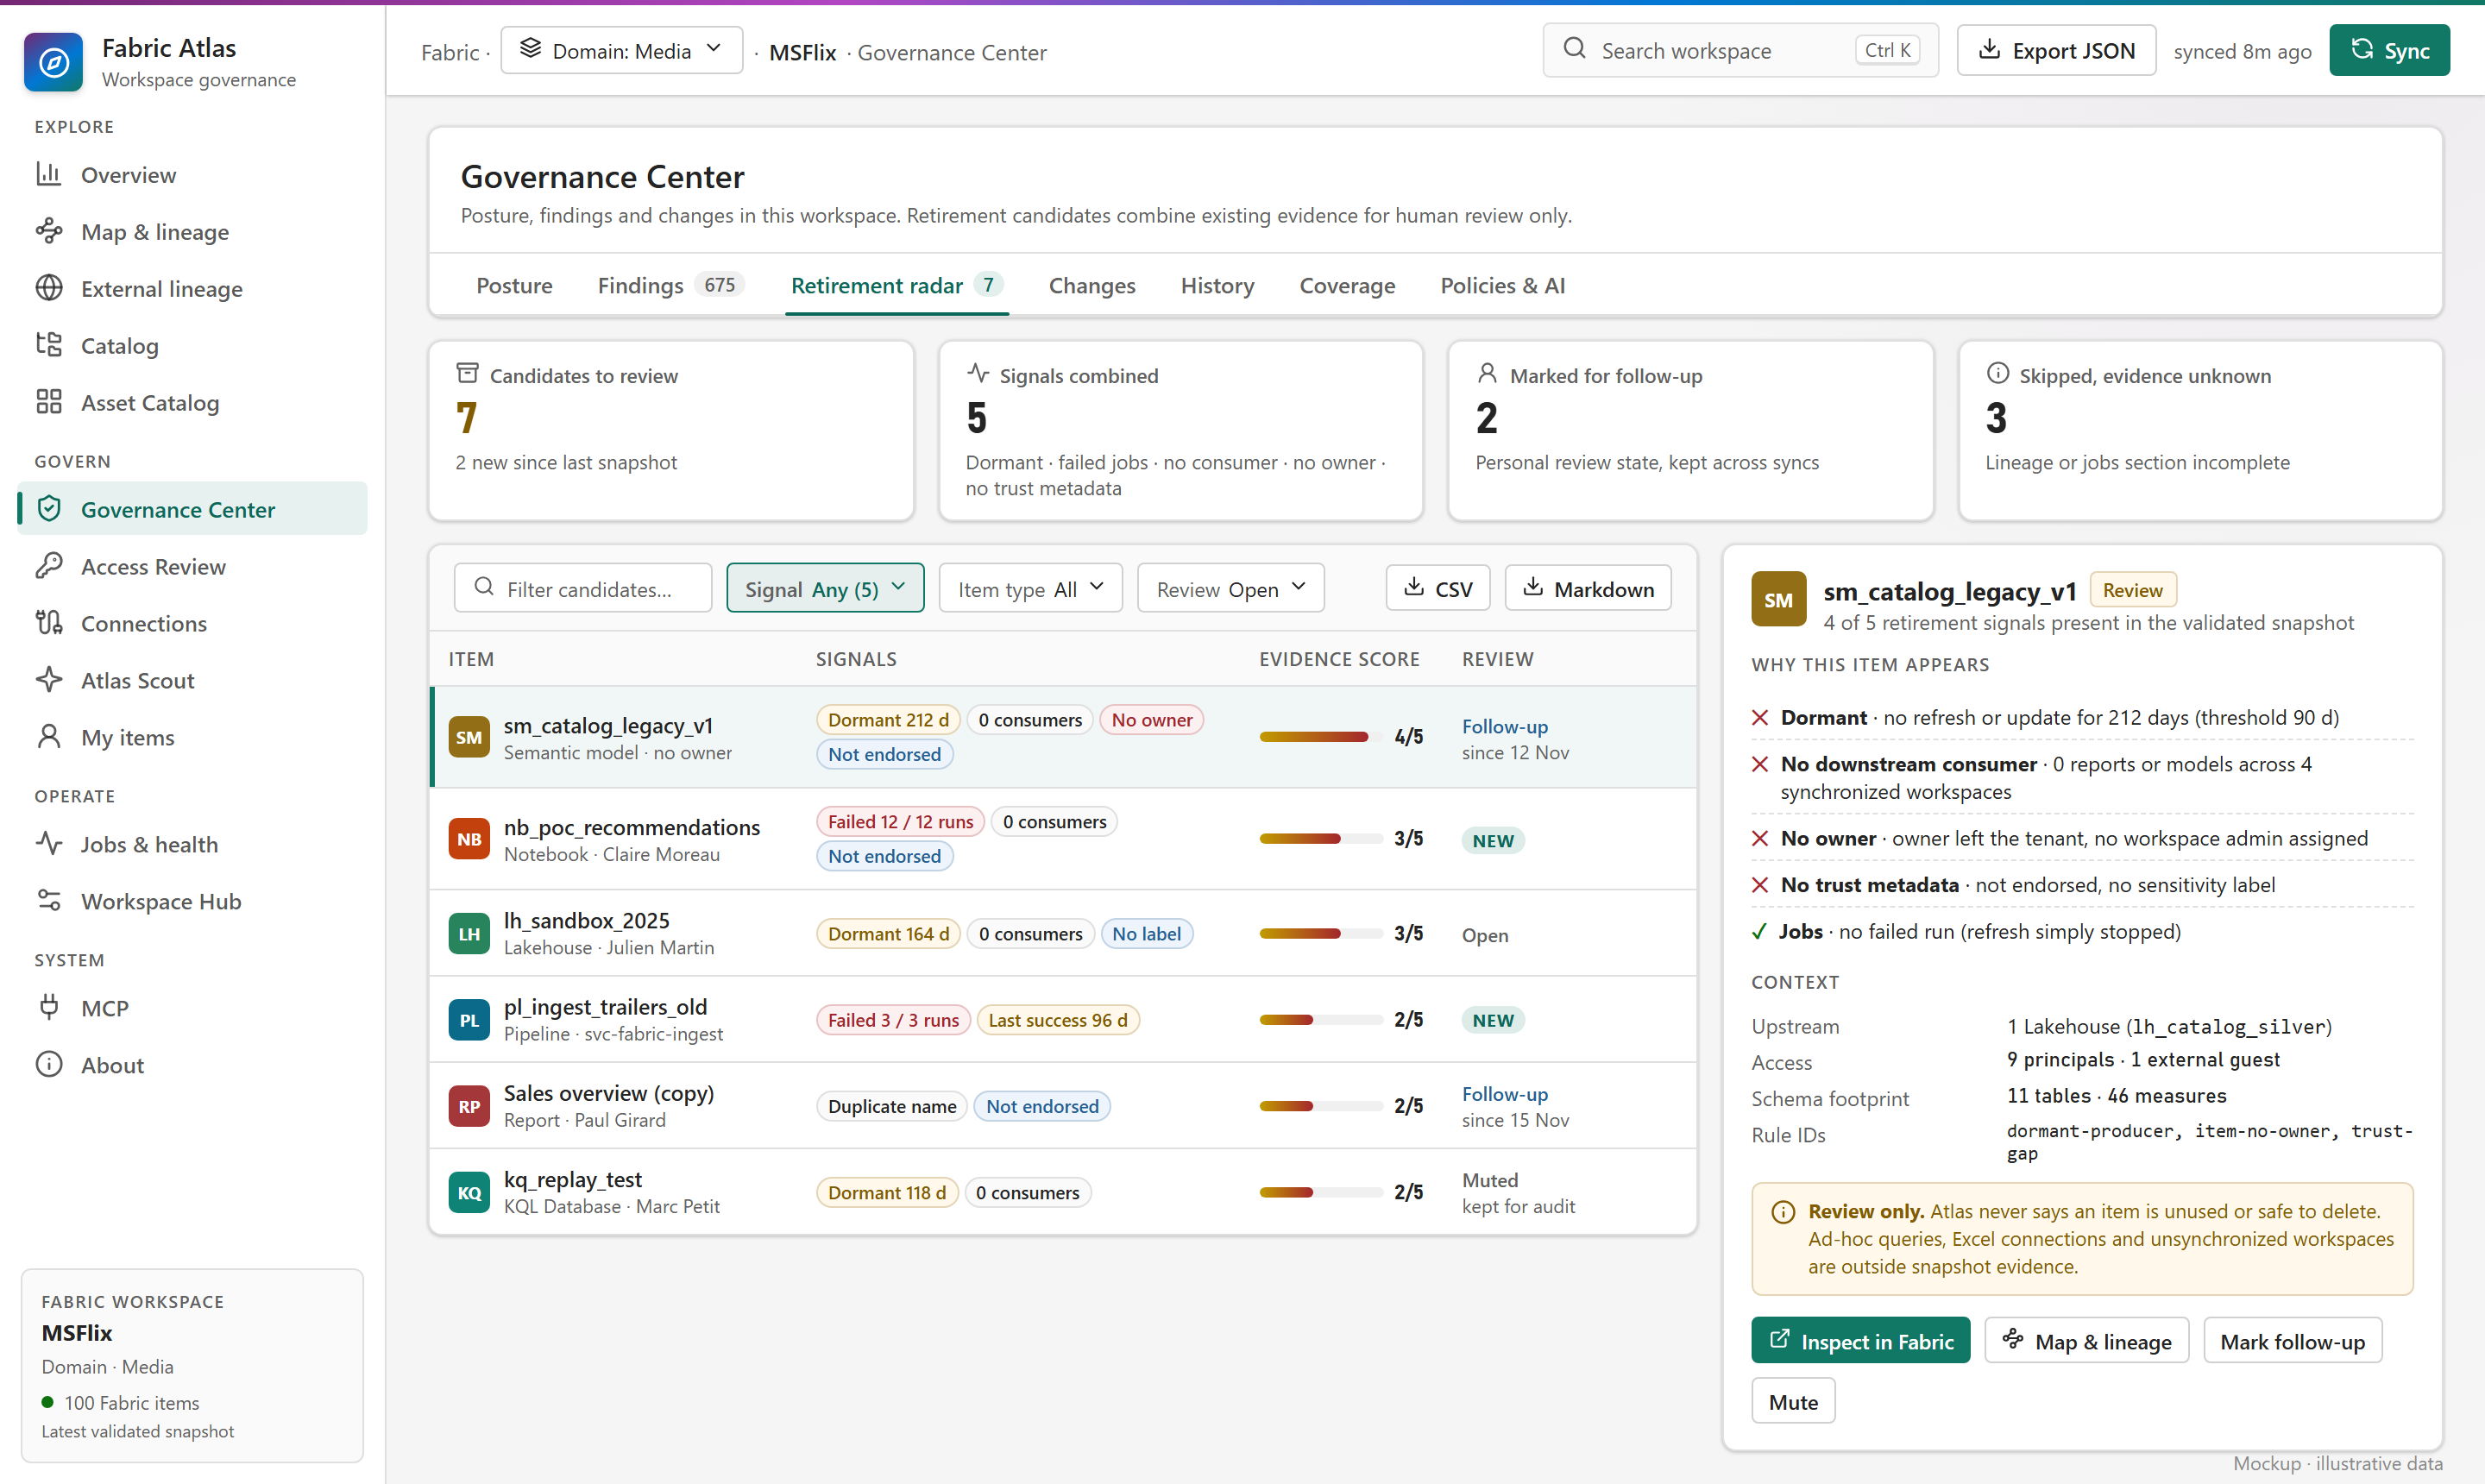 Fabric Atlas
Workspace governance
EXPLORE
Overview
Map & lineage
External lineage
Catalog
Asset Catalog
GOVERN
Governance Center
Access Review
Connections
Atlas Scout
My items
OPERATE
Jobs & health
Workspace Hub
SYSTEM
MCP
About
FABRIC WORKSPACE
MSFlix
Domain · Media
100 Fabric items
Latest validated snapshot
Fabric · Domain: Media · MSFlix · Governance Center
Search workspace Ctrl K
Export JSON
synced 8m ago
Sync
Governance Center
Posture, findings and changes in this workspace. Retirement candidates combine existing evidence for human review only.
Posture Findings 675 Retirement radar 7 Changes History Coverage Policies & AI
Candidates to review
7
2 new since last snapshot
Signals combined
5
Dormant · failed jobs · no consumer · no owner ·
no trust metadata
Marked for follow-up
2
Personal review state, kept across syncs
Skipped, evidence unknown
3
Lineage or jobs section incomplete
Filter candidates... Signal Any (5) Item type All Review Open CSV Markdown
ITEM SIGNALS EVIDENCE SCORE REVIEW
SM sm_catalog_legacy_v1
Semantic model · no owner
Dormant 212 d 0 consumers No owner
Not endorsed
4/5
Follow-up
since 12 Nov
NB nb_poc_recommendations
Notebook · Claire Moreau
Failed 12 / 12 runs 0 consumers
Not endorsed
3/5
NEW
LH lh_sandbox_2025
Lakehouse · Julien Martin
Dormant 164 d 0 consumers No label
3/5
Open
PL pl_ingest_trailers_old
Pipeline · svc-fabric-ingest
Failed 3 / 3 runs Last success 96 d
2/5
NEW
RP Sales overview (copy)
Report · Paul Girard
Duplicate name Not endorsed
2/5
Follow-up
since 15 Nov
KQ kq_replay_test
KQL Database · Marc Petit
Dormant 118 d 0 consumers
2/5
Muted
kept for audit
SM sm_catalog_legacy_v1 Review
4 of 5 retirement signals present in the validated snapshot
WHY THIS ITEM APPEARS
Dormant · no refresh or update for 212 days (threshold 90 d)
No downstream consumer · 0 reports or models across 4
synchronized workspaces
No owner · owner left the tenant, no workspace admin assigned
No trust metadata · not endorsed, no sensitivity label
Jobs · no failed run (refresh simply stopped)
CONTEXT
Upstream 1 Lakehouse (lh_catalog_silver)
Access 9 principals · 1 external guest
Schema footprint 11 tables · 46 measures
Rule IDs dormant-producer, item-no-owner, trust-
gap
Review only. Atlas never says an item is unused or safe to delete.
Ad-hoc queries, Excel connections and unsynchronized workspaces
are outside snapshot evidence.
Inspect in Fabric Map & lineage Mark follow-up
Mute
Mockup · illustrative data